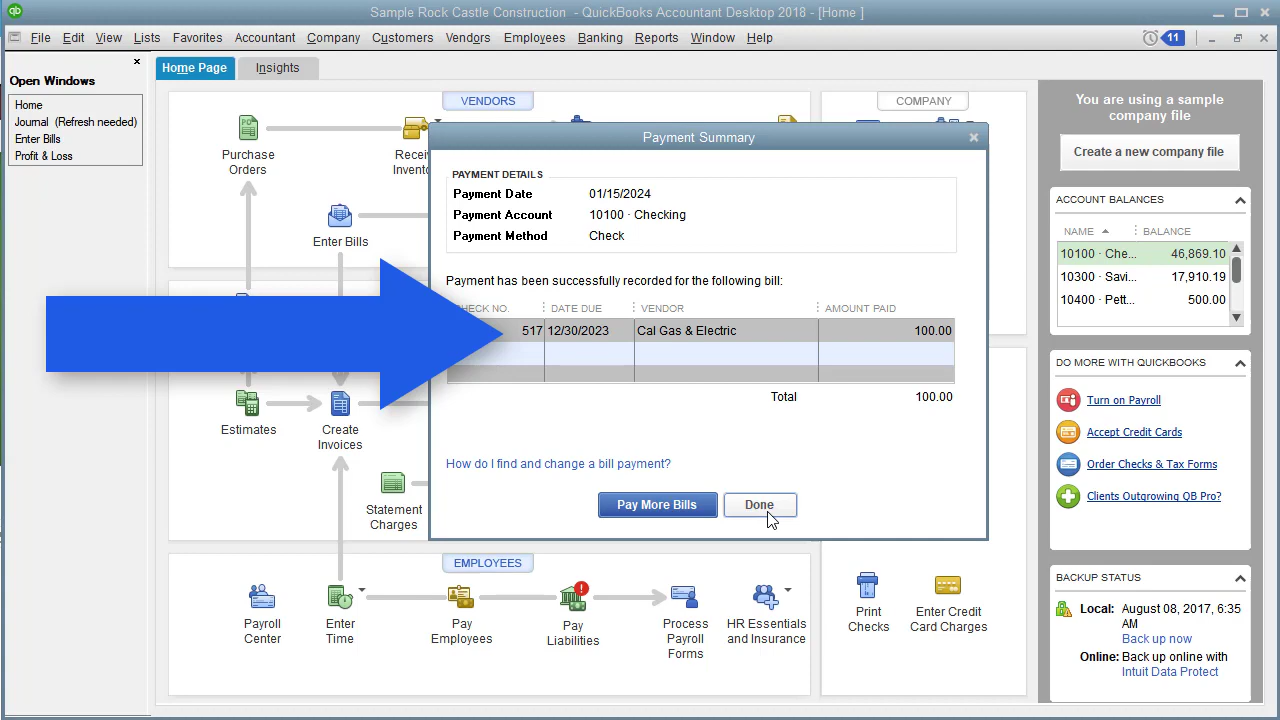 qb
Sample Rock Castle Construction - QuickBooks Accountant Desktop 2018 - [Home ]
File Edit View Lists Favorites Accountant Company Customers Vendors Employees Banking Reports Window Help
11
Open Windows
Home
Journal (Refresh needed)
Enter Bills
Profit & Loss
Home Page Insights
VENDORS
Purchase
Orders
Enter Bills
Estimates
Create
Invoices
Statement
Charges
COMPANY
Payment Summary
PAYMENT DETAILS
Payment Date 01/15/2024
Payment Account 10100 · Checking
Payment Method Check
Payment has been successfully recorded for the following bill:
NO. DATE DUE VENDOR AMOUNT PAID
517 12/30/2023 Cal Gas & Electric 100.00
Total 100.00
How do I find and change a bill payment?
Pay More Bills Done
EMPLOYEES
Payroll
Center
Enter
Time
Pay
Employees
Pay
Liabilities
Process
Payroll
Forms
HR Essentials
and Insurance
Print
Checks
Enter Credit
Card Charges
You are using a sample
company file
Create a new company file
ACCOUNT BALANCES
NAME BALANCE
10100 · Che... 46,869.10
10300 · Savi... 17,910.19
10400 · Pett... 500.00
DO MORE WITH QUICKBOOKS
Turn on Payroll
Accept Credit Cards
Order Checks & Tax Forms
Clients Outgrowing QB Pro?
BACKUP STATUS
Local: August 08, 2017, 6:35
AM
Back up now
Online: Back up online with
Intuit Data Protect